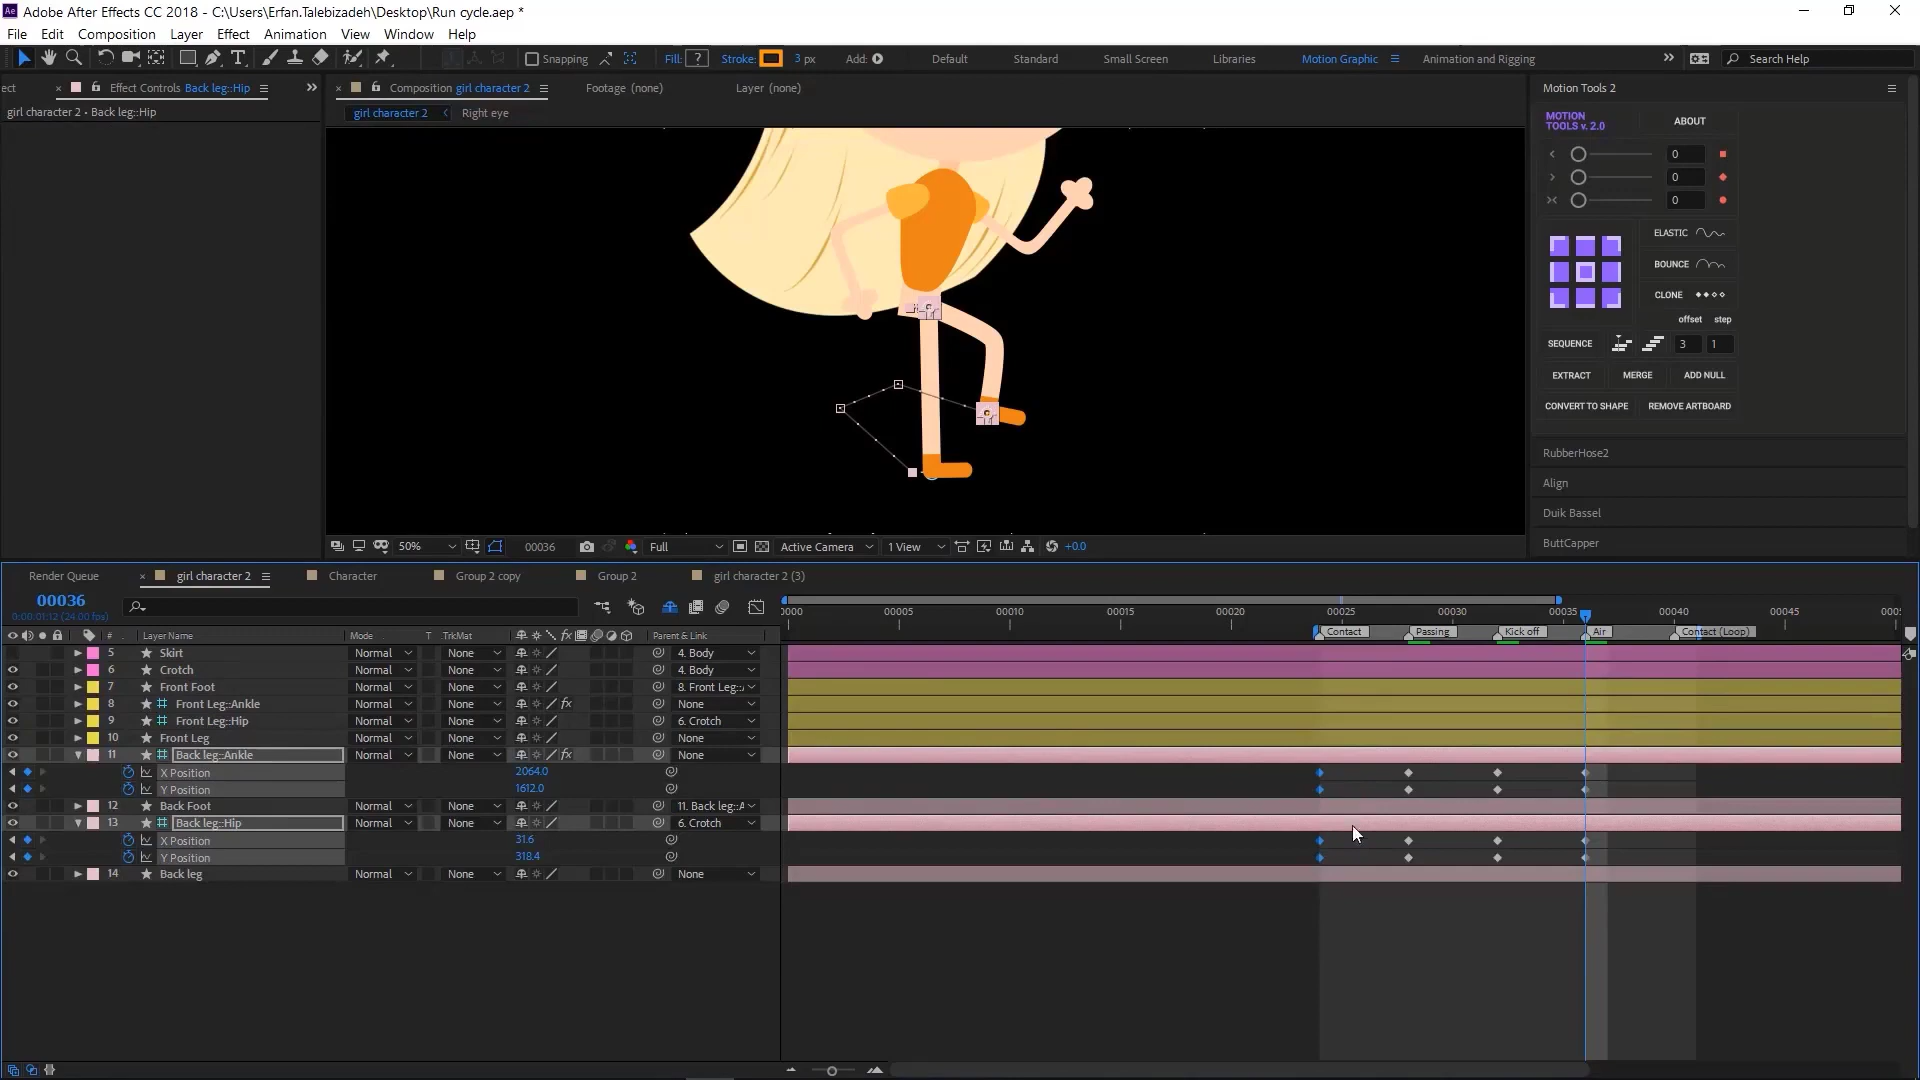 Ae Adobe After Effects CC 2018 - C:\Users\Erfan.Talebizadeh\Desktop\Run cycle.aep *
File Edit Composition Layer Effect Animation View Window Help
Snapping Fill: ? Stroke: 3 px Add: Default Standard Small Screen Libraries Motion Graphic Animation and Rigging Search Help
ect × Effect Controls Back leg::Hip × Composition girl character 2 Footage (none) Layer (none) Motion Tools 2
girl character 2 • Back leg::Hip girl character 2 Right eye
MOTION TOOLS v. 2.0 ABOUT
0
0
0
ELASTIC
BOUNCE
CLONE
offset step
SEQUENCE 3 1
EXTRACT MERGE ADD NULL
CONVERT TO SHAPE REMOVE ARTBOARD
RubberHose2
Align
Duik Bassel
ButtCapper
50% 00036 Full Active Camera 1 View +0.0
Render Queue × girl character 2 Character Group 2 copy Group 2 girl character 2 (3)
00036
0:00:01:12 (24.00 fps)
0000 00005 00010 00015 00020 00025 00030 00035 00040 00045
# Layer Name Mode T .TrkMat Parent & Link Contact Passing Kick off Air Contact (Loop)
5 Skirt Normal None 4. Body
6 Crotch Normal None 4. Body
7 Front Foot Normal None 8. Front Leg::
8 Front Leg::Ankle Normal None fx None
9 Front Leg::Hip Normal None 6. Crotch
10 Front Leg Normal None None
11 Back leg::Ankle Normal None fx None
X Position 2064.0
Y Position 1612.0
12 Back Foot Normal None 11. Back leg::A
13 Back leg::Hip Normal None 6. Crotch
X Position 31.6
Y Position 318.4
14 Back leg Normal None None